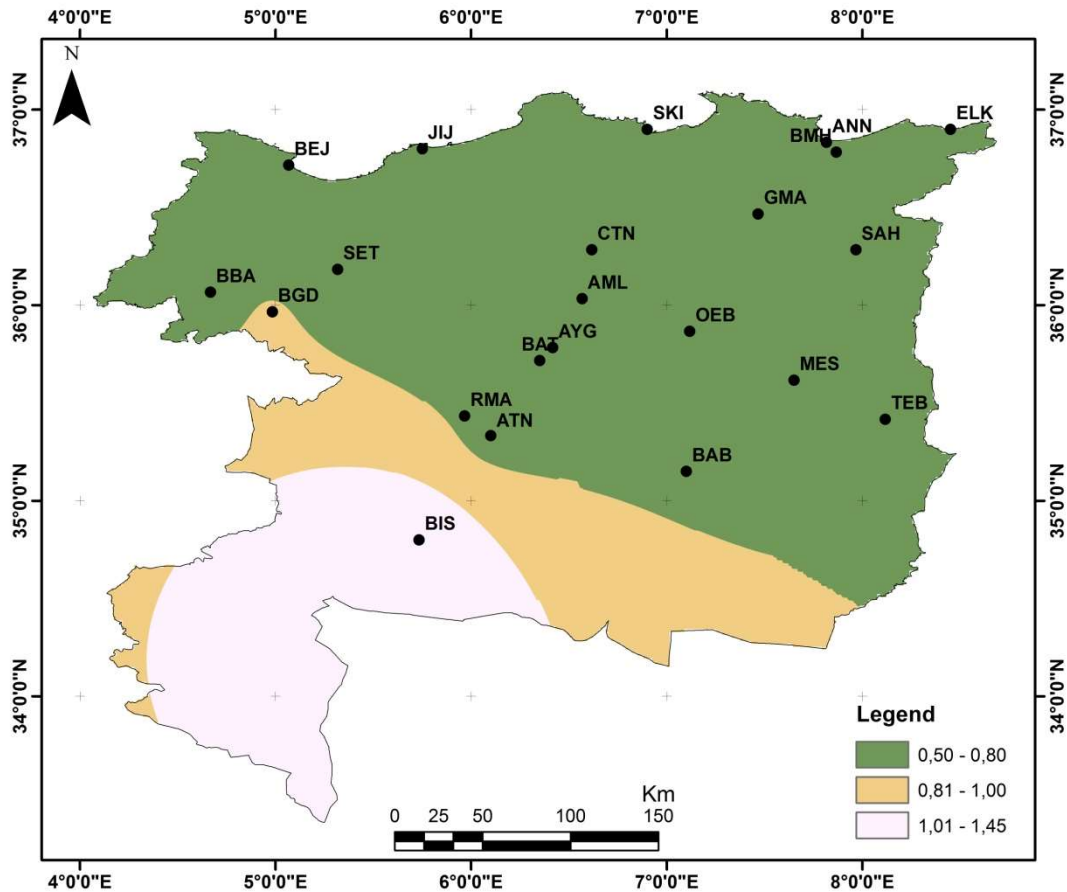 4°0'0"E 5°0'0"E 6°0'0"E 7°0'0"E 8°0'0"E
N
37°0'0"N 37°0'0"N
SKI
ANN
ELK
BMH
JIJ
BEJ
GMA
CTN
SAH
SET
BBA
AML
BGD
36°0'0"N 36°0'0"N
OEB
AYG
BAT
MES
RMA
TEB
ATN
BAB
35°0'0"N 35°0'0"N
BIS
34°0'0"N 34°0'0"N
Legend
0,50 - 0,80
0,81 - 1,00
1,01 - 1,45
Km
0 25 50 100 150
4°0'0"E 5°0'0"E 6°0'0"E 7°0'0"E 8°0'0"E